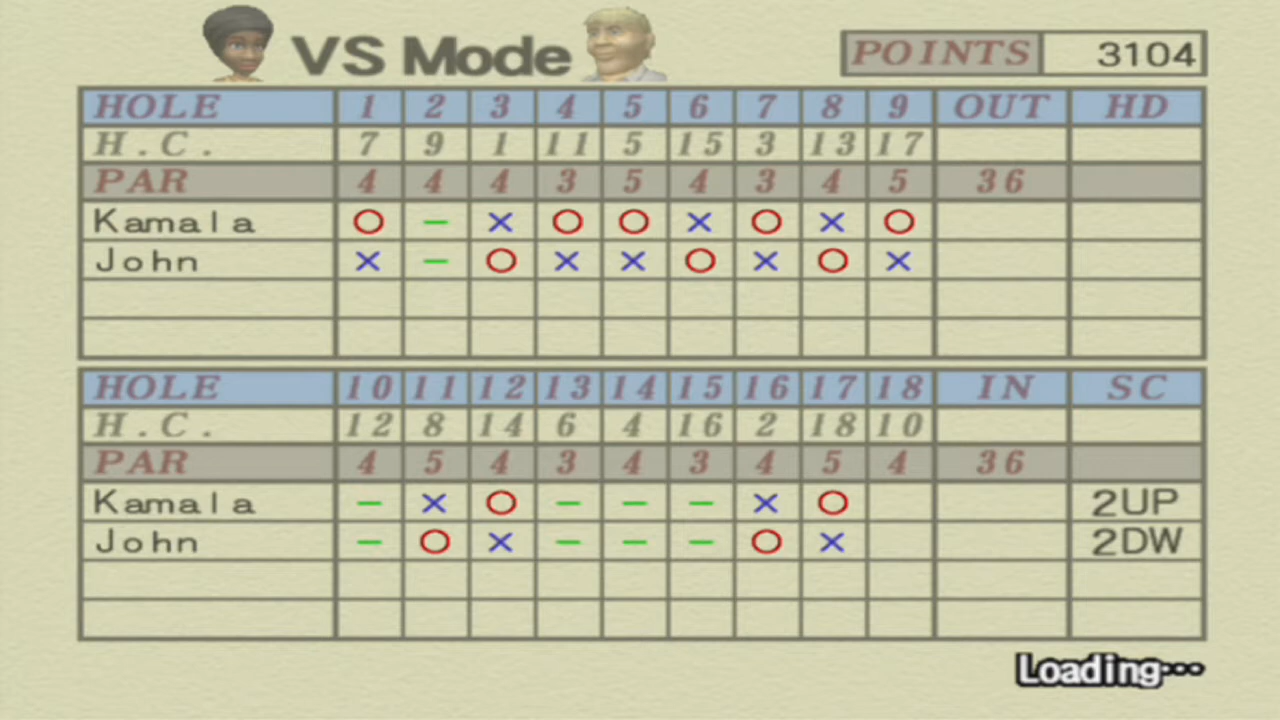 VS Mode POINTS 3104
HOLE 1 2 3 4 5 6 7 8 9 OUT HD
H.C. 7 9 1 11 5 15 3 13 17
PAR 4 4 4 3 5 4 3 4 5 36
Kamala ○ − × ○ ○ × ○ × ○
John × − ○ × × ○ × ○ ×
HOLE 10 11 12 13 14 15 16 17 18 IN SC
H.C. 12 8 14 6 4 16 2 18 10
PAR 4 5 4 3 4 3 4 5 4 36
Kamala − × ○ − − − × ○ 2UP
John − ○ × − − − ○ × 2DW
Loading…